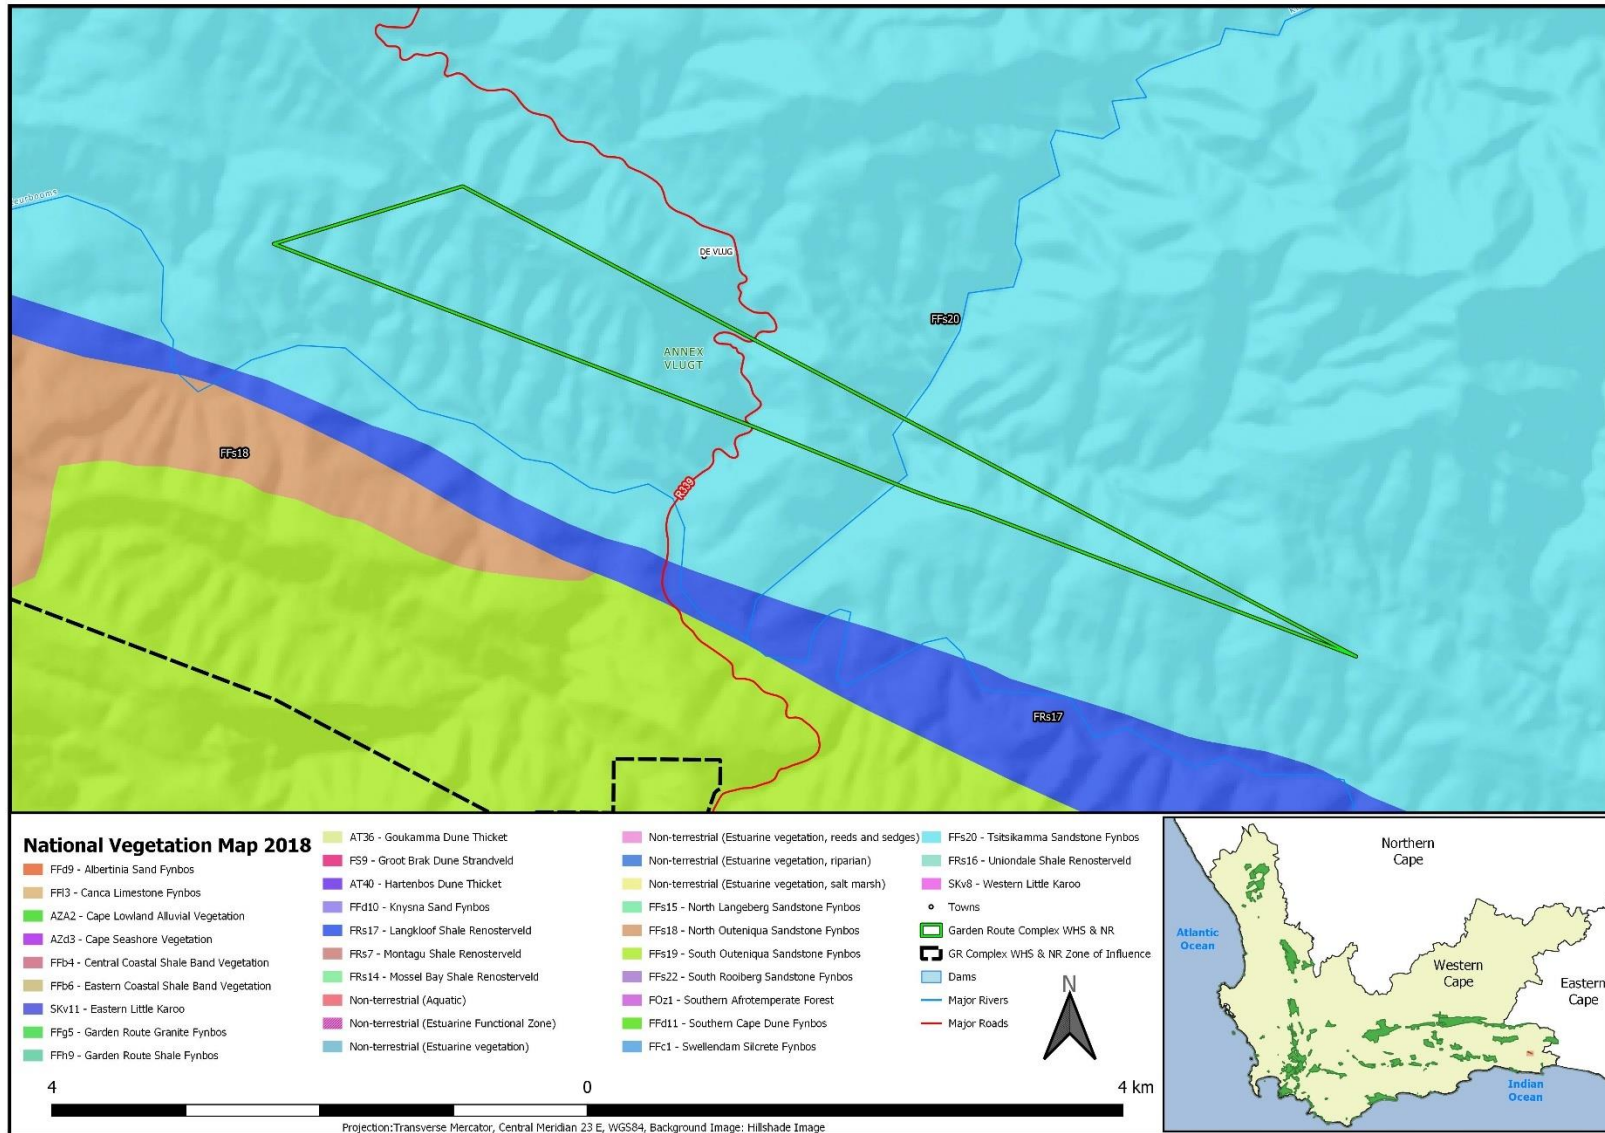 eurbooms
DE VLUG
ANNEX
VLUGT
FFs20
FFs18
R339
FRs17
National Vegetation Map 2018
FFd9 - Albertinia Sand Fynbos
FFl3 - Canca Limestone Fynbos
AZA2 - Cape Lowland Alluvial Vegetation
AZd3 - Cape Seashore Vegetation
FFb4 - Central Coastal Shale Band Vegetation
FFb6 - Eastern Coastal Shale Band Vegetation
SKv11 - Eastern Little Karoo
FFg5 - Garden Route Granite Fynbos
FFh9 - Garden Route Shale Fynbos
AT36 - Goukamma Dune Thicket
FS9 - Groot Brak Dune Strandveld
AT40 - Hartenbos Dune Thicket
FFd10 - Knysna Sand Fynbos
FRs17 - Langkloof Shale Renosterveld
FRs7 - Montagu Shale Renosterveld
FRs14 - Mossel Bay Shale Renosterveld
Non-terrestrial (Aquatic)
Non-terrestrial (Estuarine Functional Zone)
Non-terrestrial (Estuarine vegetation)
Non-terrestrial (Estuarine vegetation, reeds and sedges)
Non-terrestrial (Estuarine vegetation, riparian)
Non-terrestrial (Estuarine vegetation, salt marsh)
FFs15 - North Langeberg Sandstone Fynbos
FFs18 - North Outeniqua Sandstone Fynbos
FFs19 - South Outeniqua Sandstone Fynbos
FFs22 - South Rooiberg Sandstone Fynbos
FOz1 - Southern Afrotemperate Forest
FFd11 - Southern Cape Dune Fynbos
FFc1 - Swellendam Silcrete Fynbos
FFs20 - Tsitsikamma Sandstone Fynbos
FRs16 - Uniondale Shale Renosterveld
SKv8 - Western Little Karoo
Towns
Garden Route Complex WHS & NR
GR Complex WHS & NR Zone of Influence
Dams
Major Rivers
Major Roads
N
Northern
Cape
Atlantic
Ocean
Western
Cape
Eastern
Cape
Indian
Ocean
4 0 4 km
Projection:Transverse Mercator, Central Meridian 23 E, WGS84, Background Image: Hillshade Image